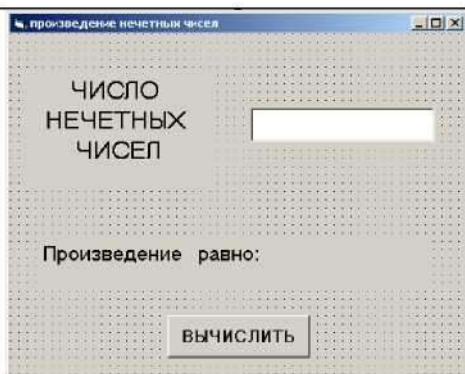 произведение нечетных чисел
ЧИСЛО
НЕЧЕТНЫХ
ЧИСЕЛ
Произведение равно:
ВЫЧИСЛИТЬ